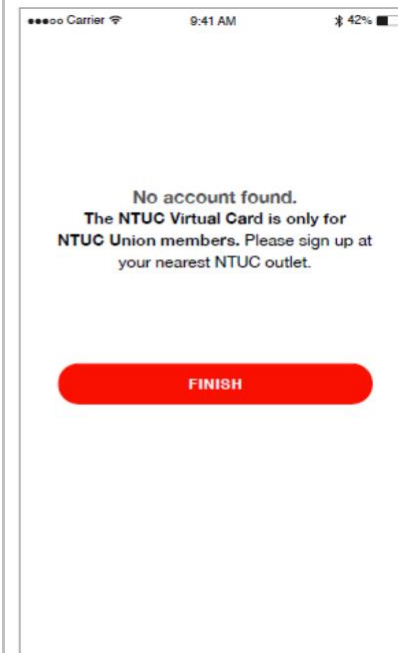 Carrier 9:41 AM 42%
No account found.
The NTUC Virtual Card is only for
NTUC Union members. Please sign up at
your nearest NTUC outlet.
FINISH